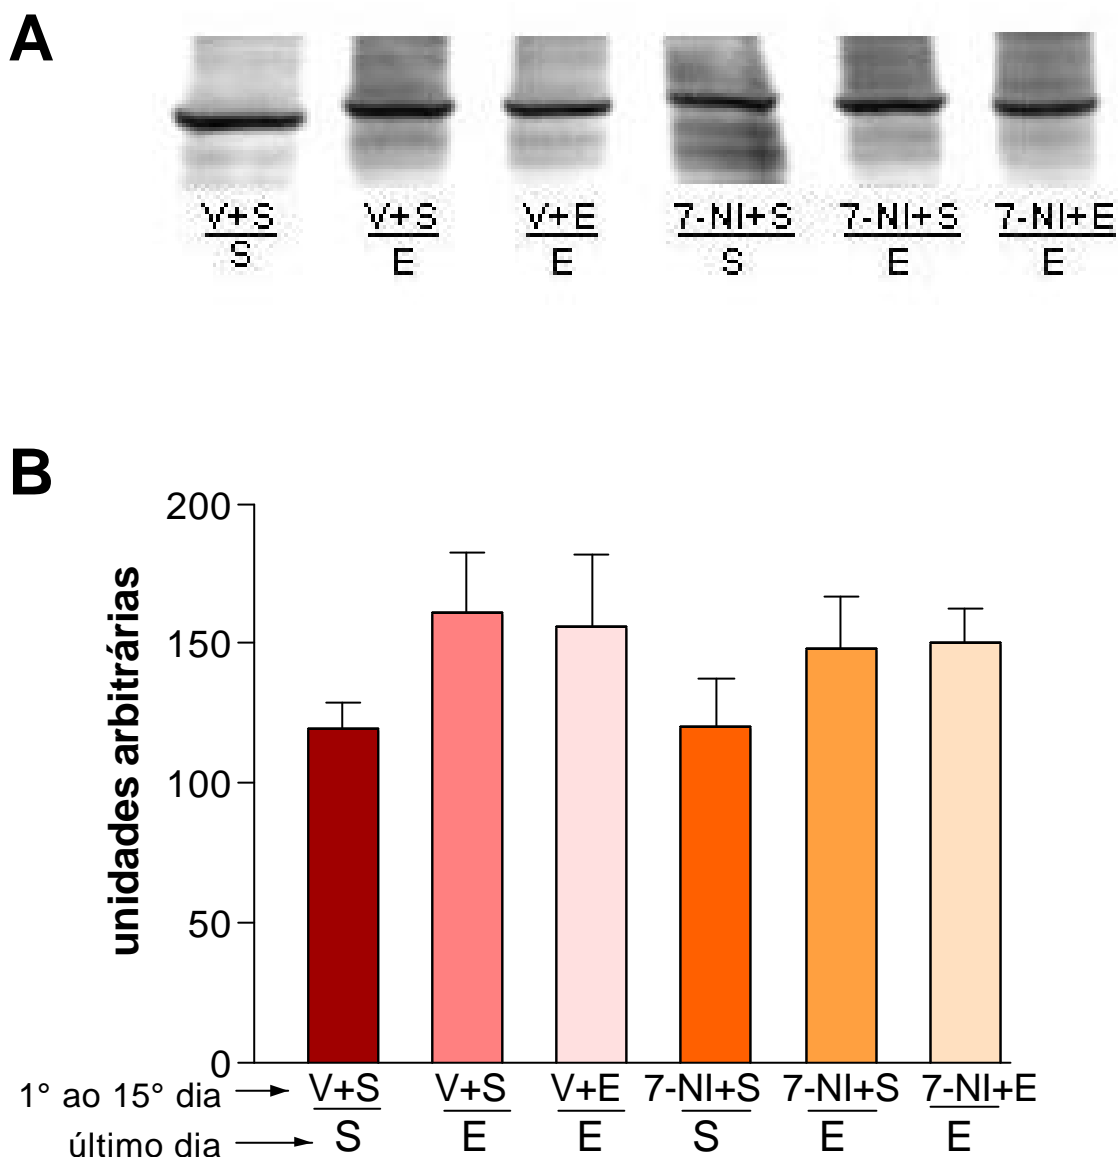 A
V+S V+S V+E 7-NI+S 7-NI+S 7-NI+E
S E E S E E
B
200
150
100
50
0
unidades arbitrárias
1° ao 15° dia V+S V+S V+E 7-NI+S 7-NI+S 7-NI+E
último dia S E E S E E